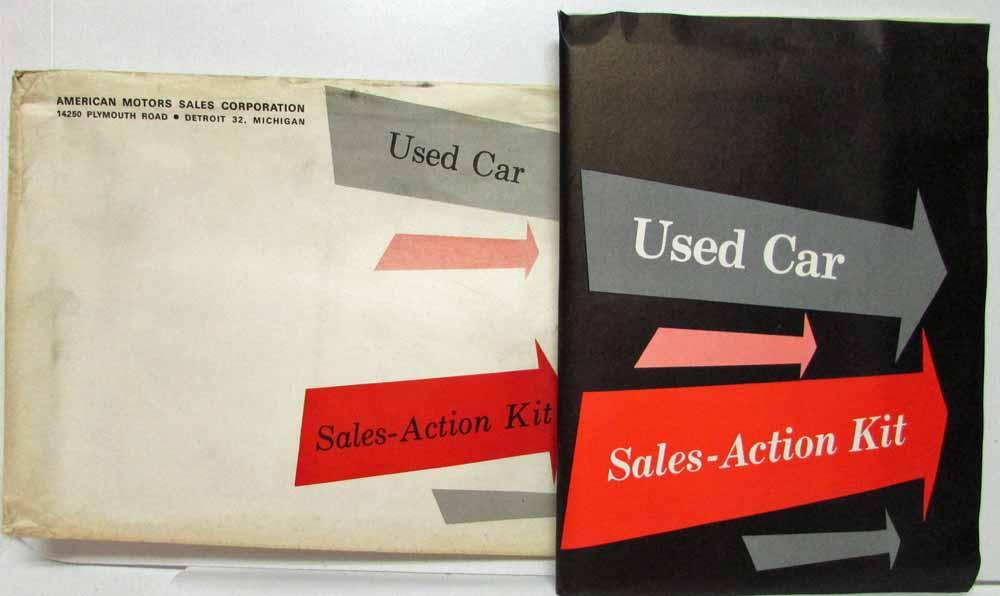 AMERICAN MOTORS SALES CORPORATION
14250 PLYMOUTH ROAD ● DETROIT 32, MICHIGAN
Used Car
Sales-Action Kit
Used Car
Sales-Action Kit